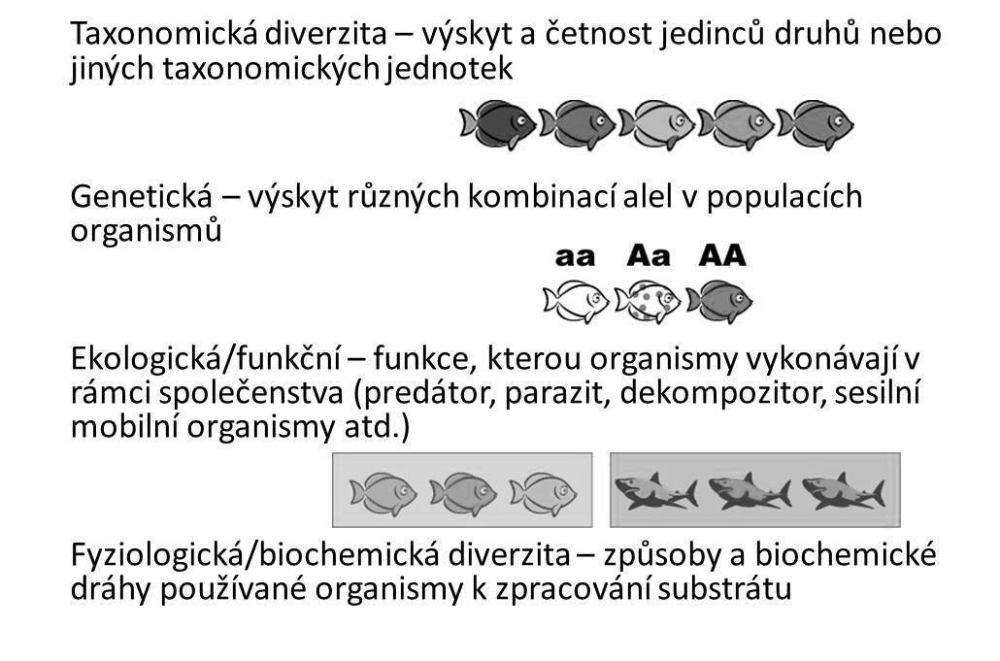 Taxonomická diverzita – výskyt a četnost jedinců druhů nebo
jiných taxonomických jednotek
Genetická – výskyt různých kombinací alel v populacích
organismů
aa Aa AA
Ekologická/funkční – funkce, kterou organismy vykonávají v
rámci společenstva (predátor, parazit, dekompozitor, sesilní
mobilní organismy atd.)
Fyziologická/biochemická diverzita – způsoby a biochemické
dráhy používané organismy k zpracování substrátu